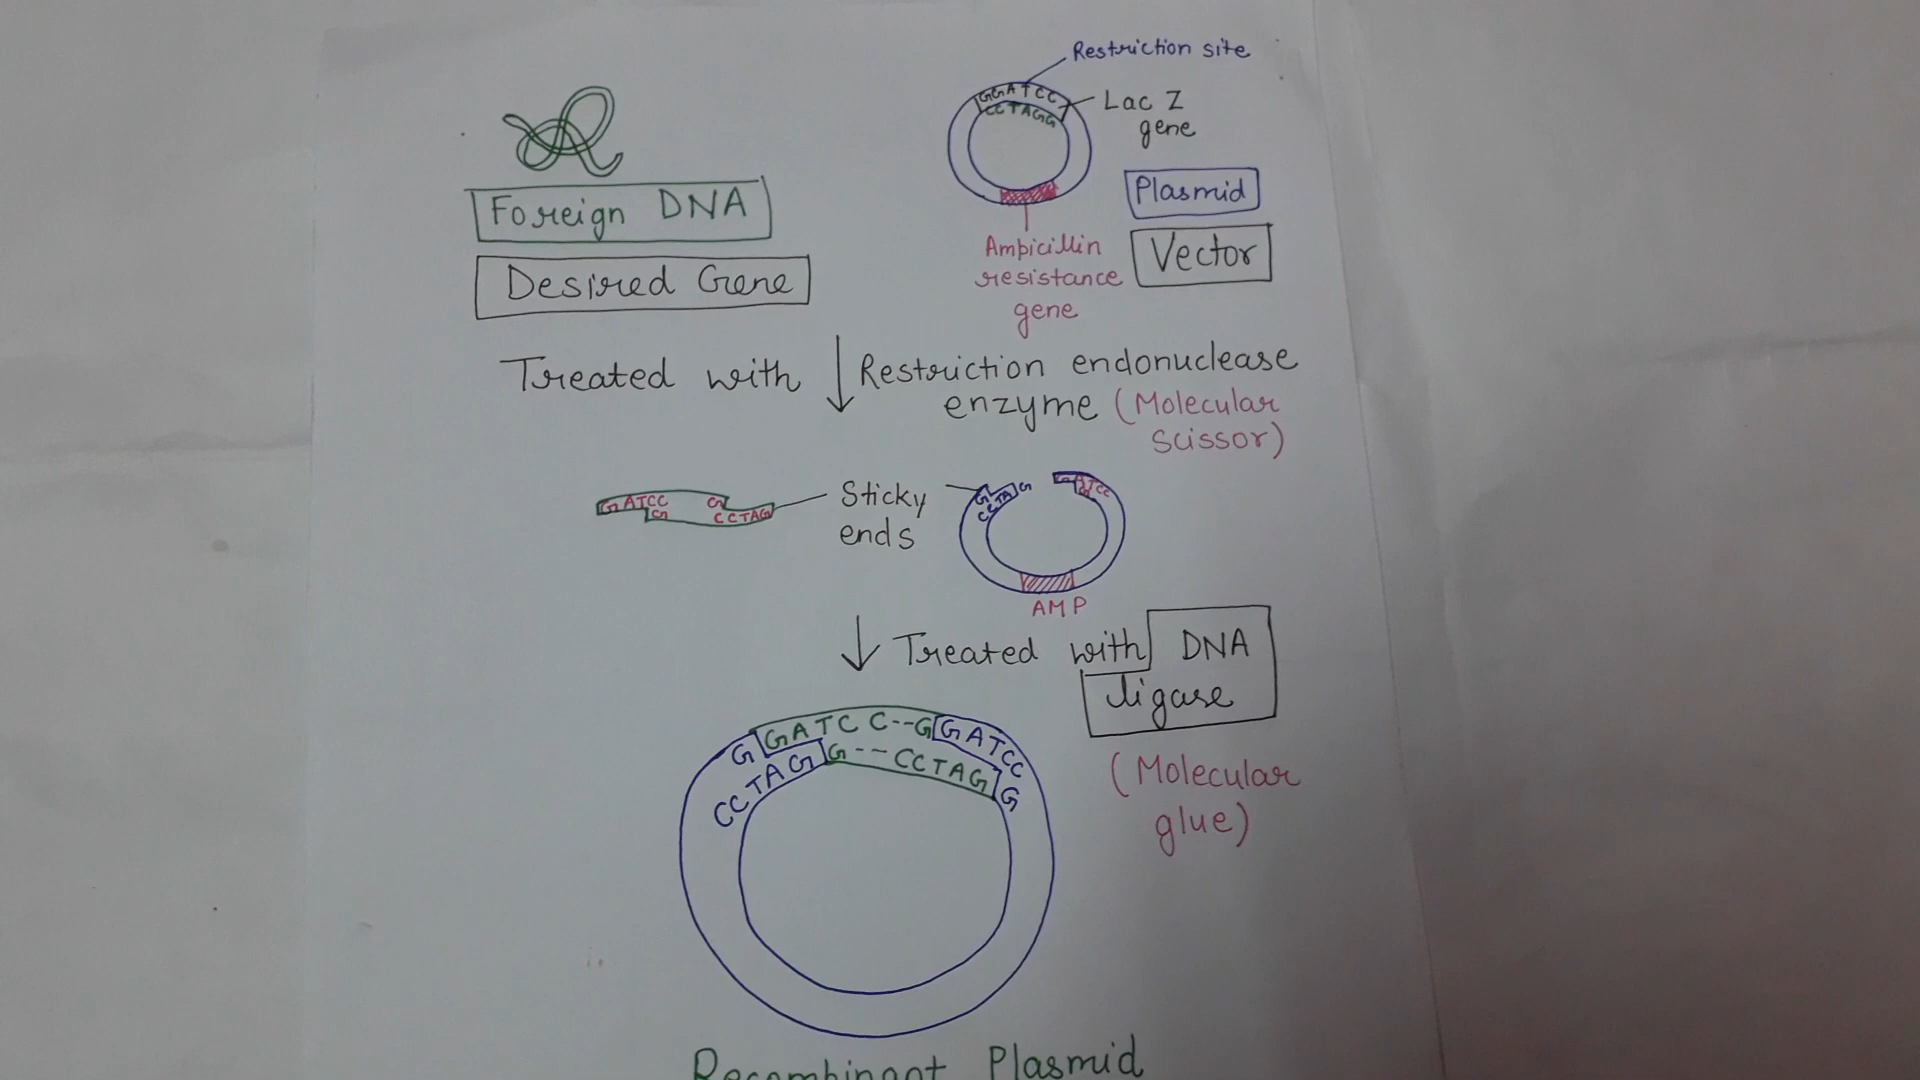 Restriction site
GGATCC
CCTAGG
Lac Z
gene
Foreign DNA
Plasmid
Desired Gene
Vector
Ampicillin
resistance
gene
Treated with
Restriction endonuclease
enzyme (Molecular
scissor)
GATCC
G
G
CCTAG
Sticky
ends
G
CCTAG
GATCC
G
AMP
Treated with DNA
ligase
G GATCC--G GATCC
CCTAG G--CCTAG G
(Molecular
glue)
Recombinant Plasmid